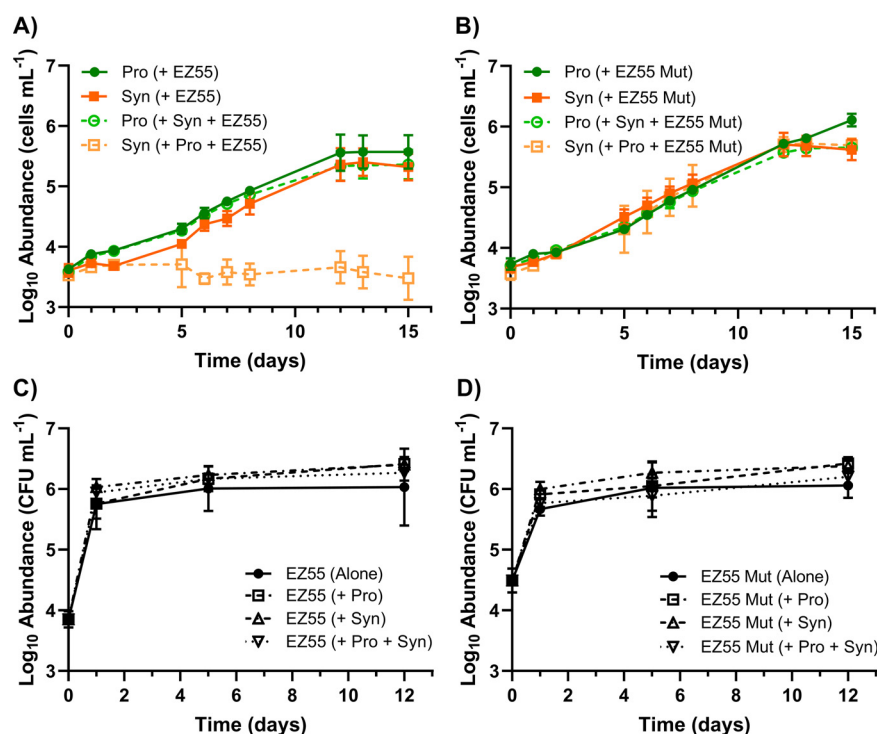 A)
Pro (+ EZ55)
Syn (+ EZ55)
Pro (+ Syn + EZ55)
Syn (+ Pro + EZ55)
Log10 Abundance (cells mL-1)
7
6
5
4
3
0 5 10 15
Time (days)
B)
Pro (+ EZ55 Mut)
Syn (+ EZ55 Mut)
Pro (+ Syn + EZ55 Mut)
Syn (+ Pro + EZ55 Mut)
Log10 Abundance (cells mL-1)
7
6
5
4
3
0 5 10 15
Time (days)
C)
Log10 Abundance (CFU mL-1)
7
6
5
4
3
EZ55 (Alone)
EZ55 (+ Pro)
EZ55 (+ Syn)
EZ55 (+ Pro + Syn)
0 2 4 6 8 10 12
Time (days)
D)
Log10 Abundance (CFU mL-1)
7
6
5
4
3
EZ55 Mut (Alone)
EZ55 Mut (+ Pro)
EZ55 Mut (+ Syn)
EZ55 Mut (+ Pro + Syn)
0 2 4 6 8 10 12
Time (days)